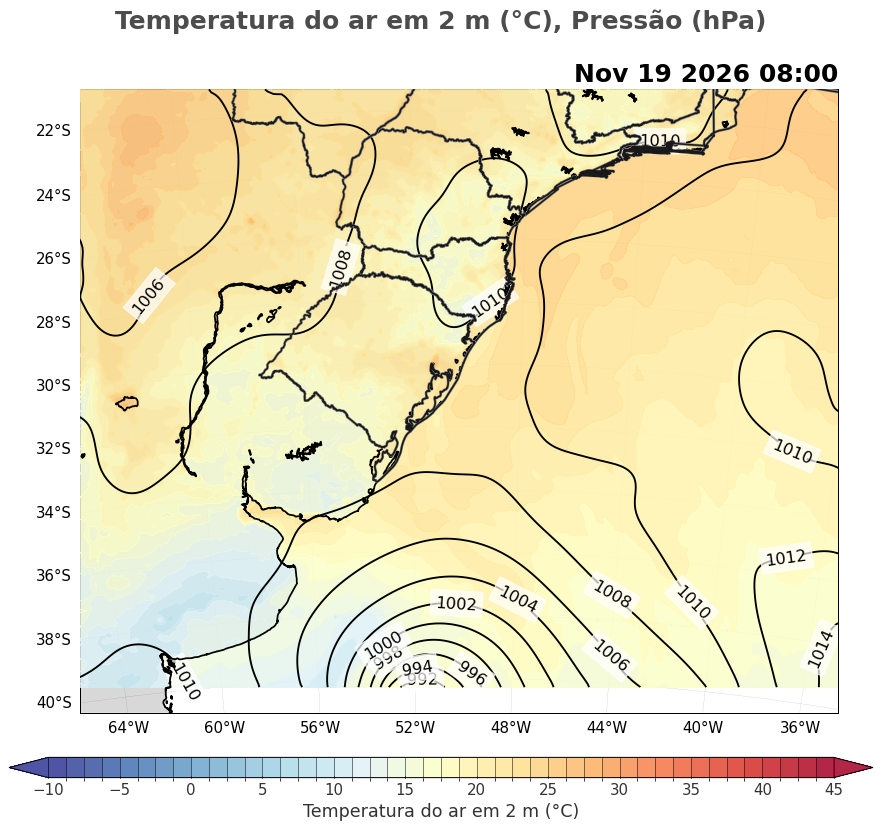 Temperatura do ar em 2 m (°C), Pressão (hPa)
Nov 19 2026 08:00
22°S
24°S
26°S
28°S
30°S
32°S
34°S
36°S
38°S
40°S
1010
1008
1006
1010
1010
1012
1008
1010
1004
1002
1000
998
994
992
996
1006
1014
1010
64°W
60°W
56°W
52°W
48°W
44°W
40°W
36°W
−10 −5 0 5 10 15 20 25 30 35 40 45
Temperatura do ar em 2 m (°C)